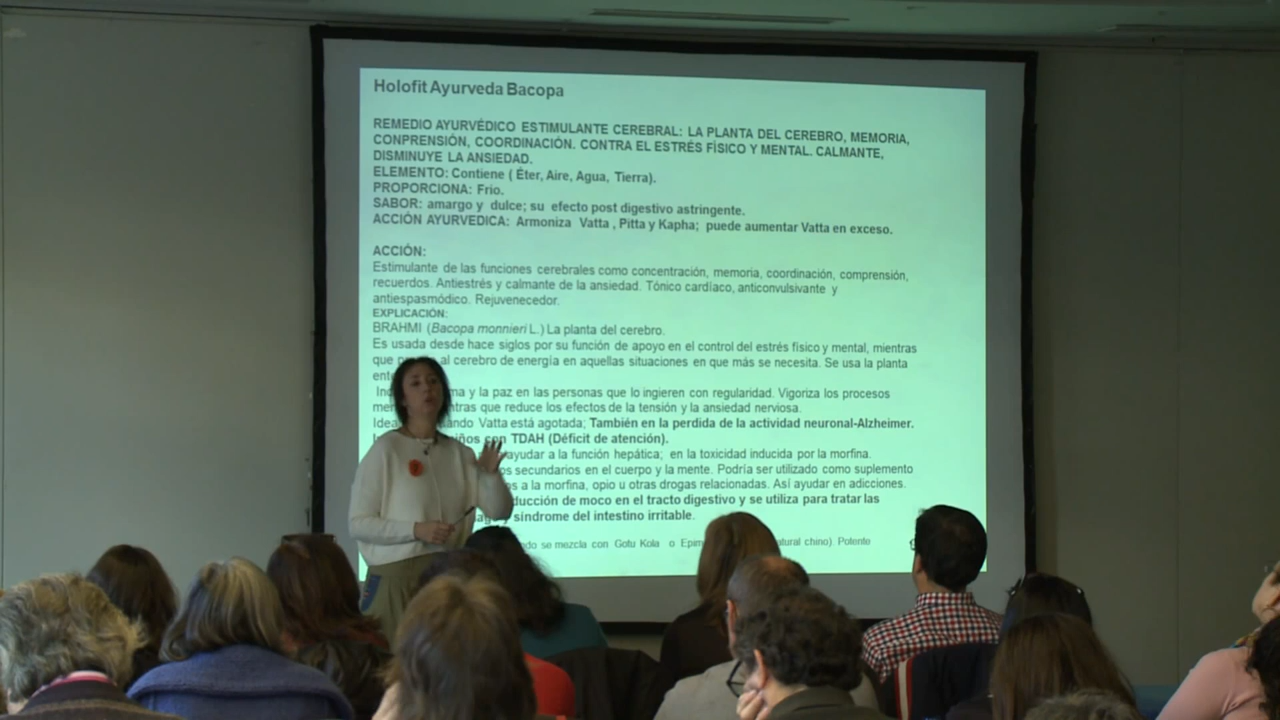 Holofit Ayurveda Bacopa
REMEDIO AYURVÉDICO ESTIMULANTE CEREBRAL: LA PLANTA DEL CEREBRO, MEMORIA,
CONPRENSIÓN, COORDINACIÓN. CONTRA EL ESTRÉS FÍSICO Y MENTAL. CALMANTE,
DISMINUYE LA ANSIEDAD.
ELEMENTO: Contiene ( Éter, Aire, Agua, Tierra).
PROPORCIONA: Frio.
SABOR: amargo y dulce; su efecto post digestivo astringente.
ACCIÓN AYURVEDICA: Armoniza Vatta , Pitta y Kapha; puede aumentar Vatta en exceso.
ACCIÓN:
Estimulante de las funciones cerebrales como concentración, memoria, coordinación, comprensión,
recuerdos. Antiestrés y calmante de la ansiedad. Tónico cardíaco, anticonvulsivante y
antiespasmódico. Rejuvenecedor.
EXPLICACIÓN:
BRAHMI (Bacopa monnieri L.) La planta del cerebro.
Es usada desde hace siglos por su función de apoyo en el control del estrés físico y mental, mientras
que al cerebro de energía en aquellas situaciones en que más se necesita. Se usa la planta
y la paz en las personas que lo ingieren con regularidad. Vigoriza los procesos
que reduce los efectos de la tensión y la ansiedad nerviosa.
Vatta está agotada; También en la perdida de la actividad neuronal-Alzheimer.
con TDAH (Déficit de atención).
ayudar a la función hepática; en la toxicidad inducida por la morfina.
secundarios en el cuerpo y la mente. Podría ser utilizado como suplemento
a la morfina, opio u otras drogas relacionadas. Así ayudar en adicciones.
de moco en el tracto digestivo y se utiliza para tratar las
y síndrome del intestino irritable.
se mezcla con Gotu Kola o chino). Potente